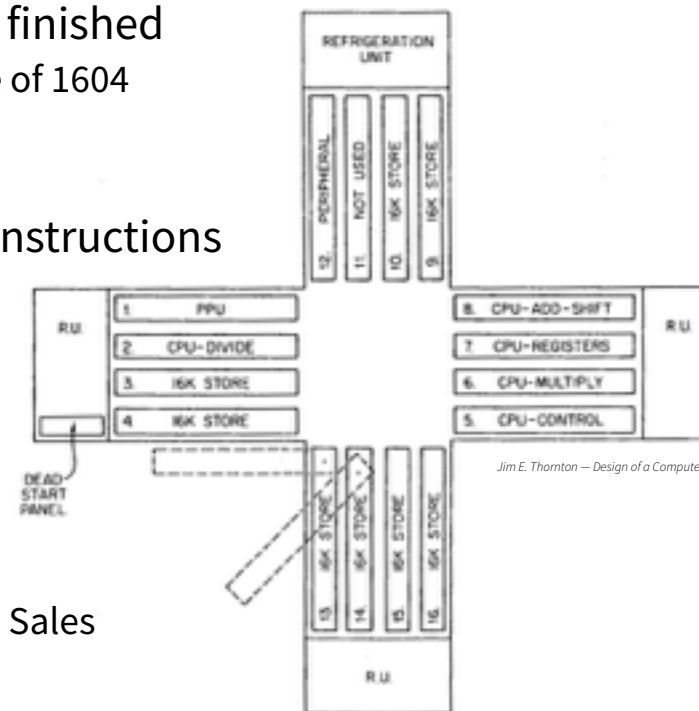 finished
of 1604
nstructions
REFRIGERATION
UNIT
12. PERIPHERAL
11. NOT USED
10. 16K STORE
9. 16K STORE
R.U.
1. PPU
2. CPU-DIVIDE
3. 16K STORE
4. 16K STORE
8. CPU-ADD-SHIFT
7. CPU-REGISTERS
6. CPU-MULTIPLY
5. CPU-CONTROL
R.U.
DEAD
START
PANEL
Jim E. Thornton — Design of a Compute
13. 16K STORE
14. 16K STORE
15. 16K STORE
16. 16K STORE
Sales
R.U.